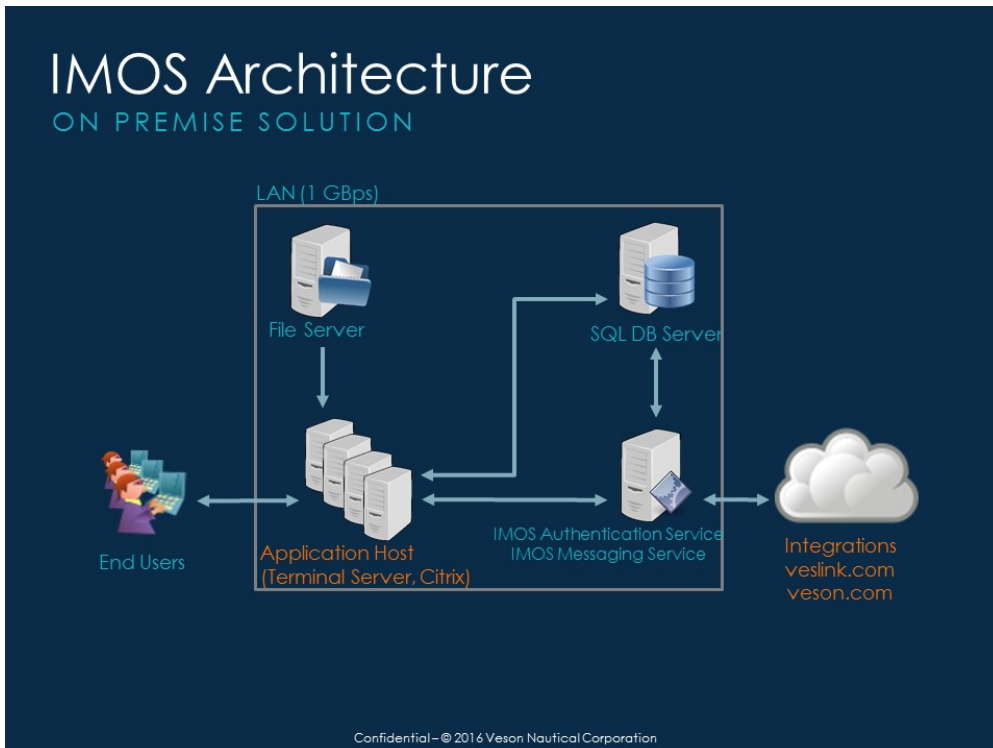 IMOS Architecture
ON PREMISE SOLUTION
LAN (1 GBps)
File Server
SQL DB Server
End Users
Application Host
(Terminal Server, Citrix)
IMOS Authentication Service
IMOS Messaging Service
Integrations
veslink.com
veson.com
Confidential – © 2016 Veson Nautical Corporation